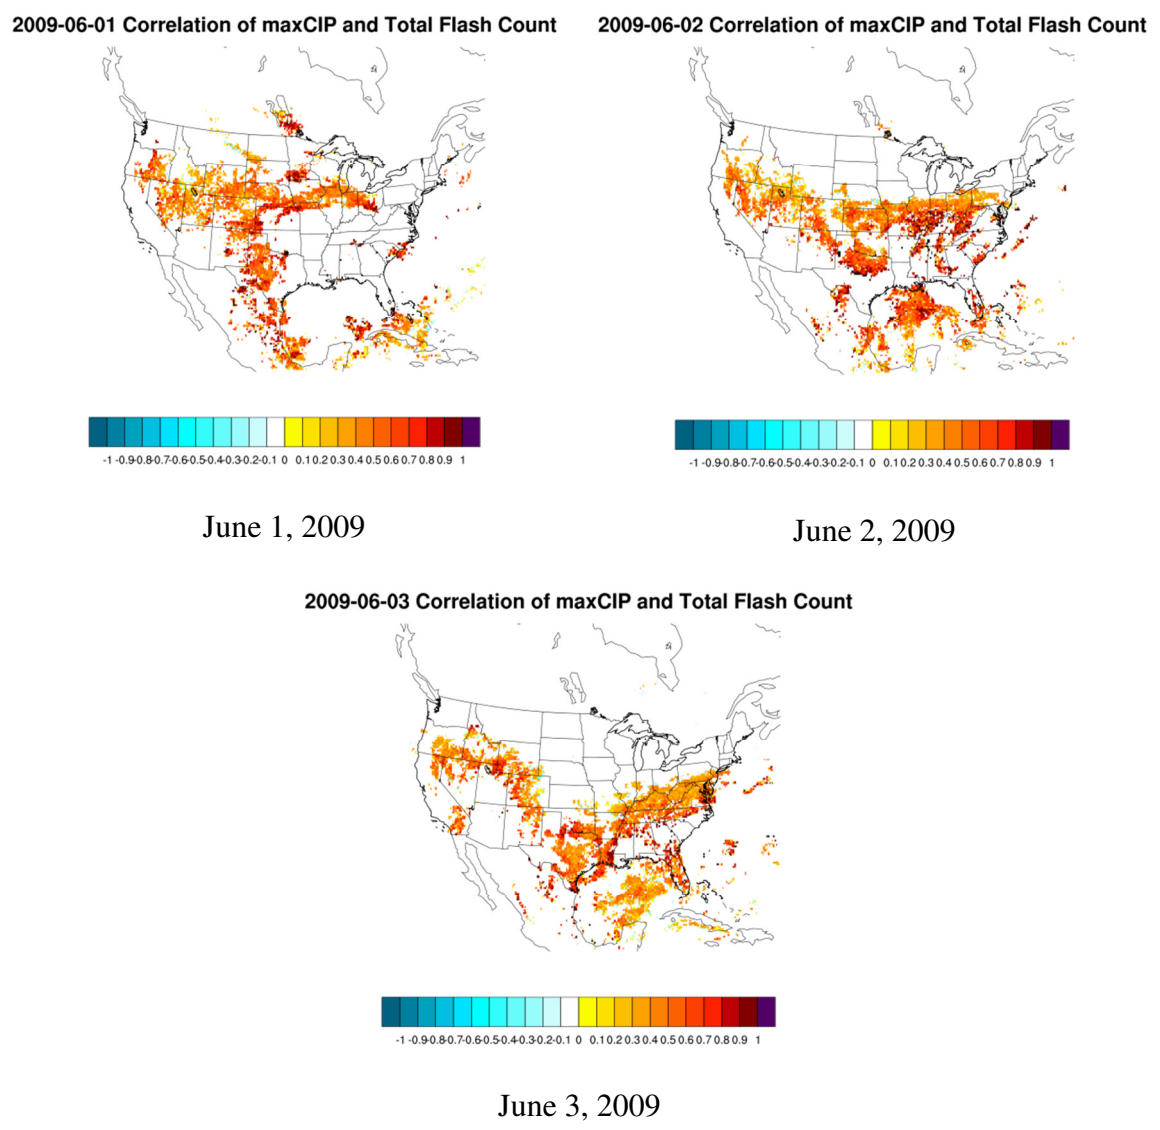 2009-06-01 Correlation of maxCIP and Total Flash Count
2009-06-02 Correlation of maxCIP and Total Flash Count
-1 -0.9-0.8-0.7-0.6-0.5-0.4-0.3-0.2-0.1 0 0.1 0.2 0.3 0.4 0.5 0.6 0.7 0.8 0.9 1
-1 -0.9-0.8-0.7-0.6-0.5-0.4-0.3-0.2-0.1 0 0.1 0.2 0.3 0.4 0.5 0.6 0.7 0.8 0.9 1
June 1, 2009
June 2, 2009
2009-06-03 Correlation of maxCIP and Total Flash Count
-1 -0.9-0.8-0.7-0.6-0.5-0.4-0.3-0.2-0.1 0 0.1 0.2 0.3 0.4 0.5 0.6 0.7 0.8 0.9 1
June 3, 2009